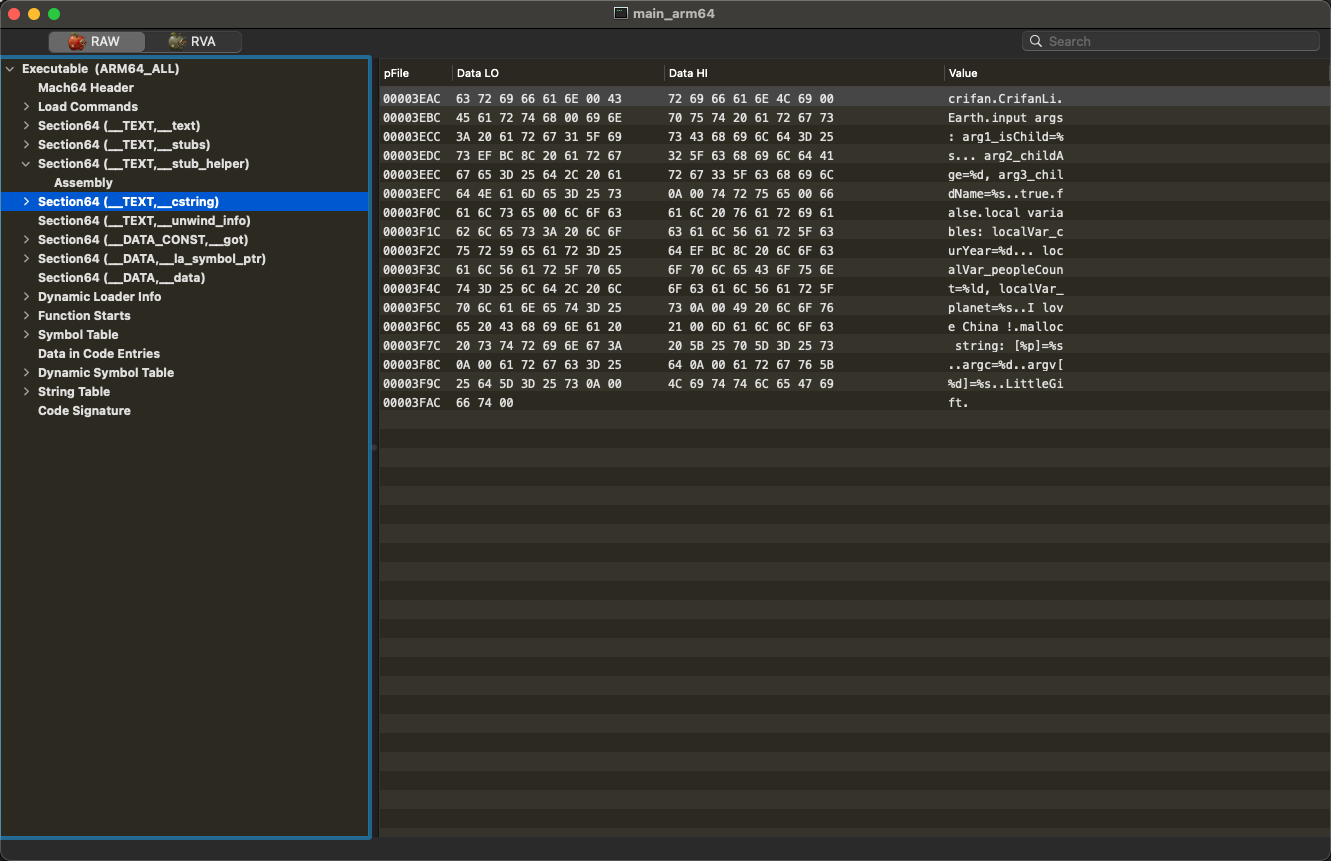 main_arm64
RAW RVA Search
Executable (ARM64_ALL)
Mach64 Header
Load Commands
Section64 (__TEXT,__text)
Section64 (__TEXT,__stubs)
Section64 (__TEXT,__stub_helper)
Assembly
Section64 (__TEXT,__cstring)
Section64 (__TEXT,__unwind_info)
Section64 (__DATA_CONST,__got)
Section64 (__DATA,__la_symbol_ptr)
Section64 (__DATA,__data)
Dynamic Loader Info
Function Starts
Symbol Table
Data in Code Entries
Dynamic Symbol Table
String Table
Code Signature
pFile Data LO Data HI Value
00003EAC 63 72 69 66 61 6E 00 43 72 69 66 61 6E 4C 69 00 crifan.CrifanLi.
00003EBC 45 61 72 74 68 00 69 6E 70 75 74 20 61 72 67 73 Earth.input args
00003ECC 3A 20 61 72 67 31 5F 69 73 43 68 69 6C 64 3D 25 : arg1_isChild=%
00003EDC 73 EF BC 8C 20 61 72 67 32 5F 63 68 69 6C 64 41 s... arg2_childA
00003EEC 67 65 3D 25 64 2C 20 61 72 67 33 5F 63 68 69 6C ge=%d, arg3_chil
00003EFC 64 4E 61 6D 65 3D 25 73 0A 00 74 72 75 65 00 66 dName=%s..true.f
00003F0C 61 6C 73 65 00 6C 6F 63 61 6C 20 76 61 72 69 61 alse.local varia
00003F1C 62 6C 65 73 3A 20 6C 6F 63 61 6C 56 61 72 5F 63 bles: localVar_c
00003F2C 75 72 59 65 61 72 3D 25 64 EF BC 8C 20 6C 6F 63 urYear=%d... loc
00003F3C 61 6C 56 61 72 5F 70 65 6F 70 6C 65 43 6F 75 6E alVar_peopleCoun
00003F4C 74 3D 25 6C 64 2C 20 6C 6F 63 61 6C 56 61 72 5F t=%ld, localVar_
00003F5C 70 6C 61 6E 65 74 3D 25 73 0A 00 49 20 6C 6F 76 planet=%s..I lov
00003F6C 65 20 43 68 69 6E 61 20 21 00 6D 61 6C 6C 6F 63 e China !.malloc
00003F7C 20 73 74 72 69 6E 67 3A 20 5B 25 70 5D 3D 25 73 string: [%p]=%s
00003F8C 0A 00 61 72 67 63 3D 25 64 0A 00 61 72 67 76 5B ..argc=%d..argv[
00003F9C 25 64 5D 3D 25 73 0A 00 4C 69 74 74 6C 65 47 69 %d]=%s..LittleGi
00003FAC 66 74 00 ft.